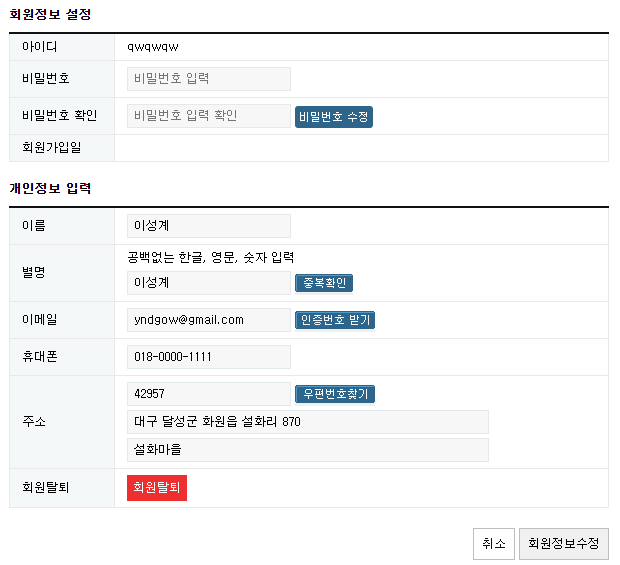 회원정보 설정
아이디 qwqwqw
비밀번호 비밀번호 입력
비밀번호 확인 비밀번호 입력 확인 비밀번호 수정
회원가입일
개인정보 입력
이름 이성계
공백없는 한글, 영문, 숫자 입력
별명 이성계 중복확인
이메일 yndgow@gmail.com 인증번호 받기
휴대폰 018-0000-1111
42957 우편번호찾기
주소 대구 달성군 화원읍 설화리 870
설화마을
회원탈퇴 회원탈퇴
취소 회원정보수정